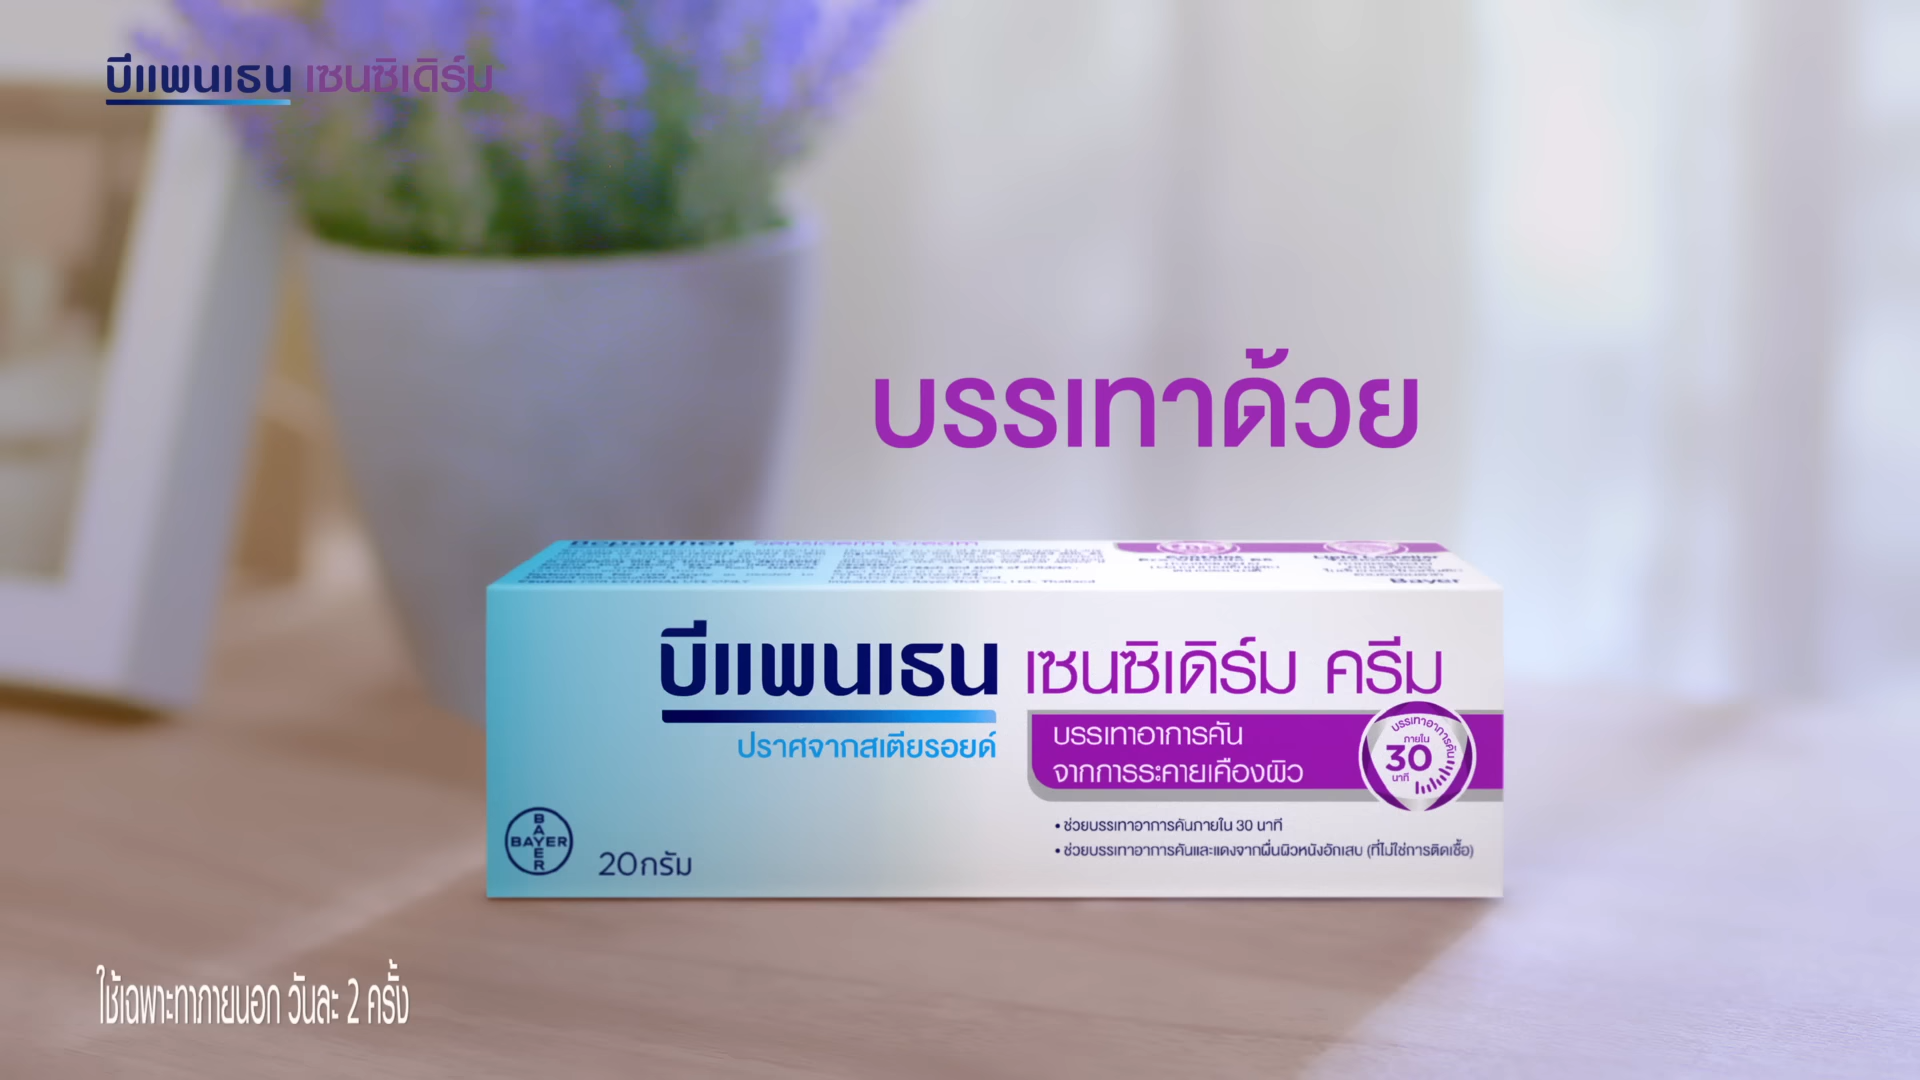 บีแพนเธน เซนซิเดิร์ม
บรรเทาด้วย
Bepanthen Sensiderm Cream
Bayer
บีแพนเธน เซนซิเดิร์ม ครีม
ปราศจากสเตียรอยด์
บรรเทาอาการคัน
จากการระคายเคืองผิว
บรรเทาอาการคัน
ภายใน
30
นาที
• ช่วยบรรเทาอาการคันภายใน 30 นาที
• ช่วยบรรเทาอาการคันและแดงจากผื่นผิวหนังอักเสบ (ที่ไม่ใช่การติดเชื้อ)
BAYER
BAYER
20กรัม
ใช้เฉพาะทาภายนอก วันละ 2 ครั้ง